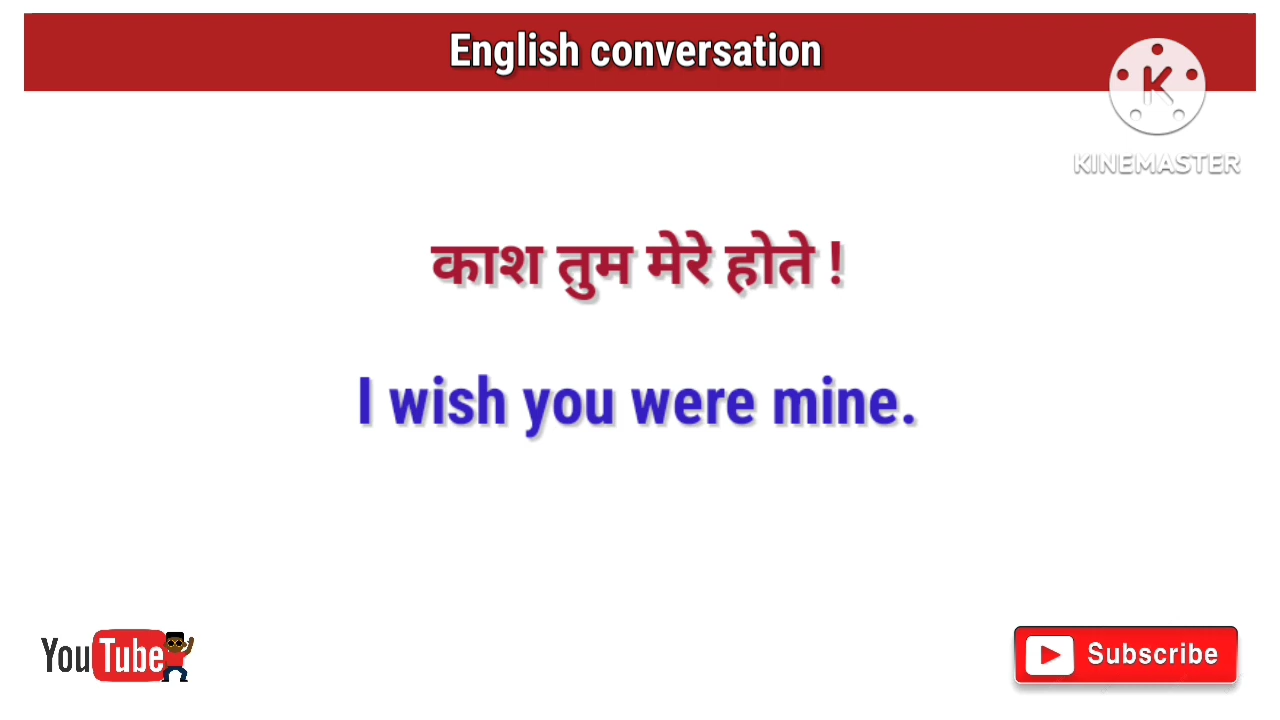 English conversation
K
KINEMASTER
काश तुम मेरे होते !
I wish you were mine.
YouTube
Subscribe